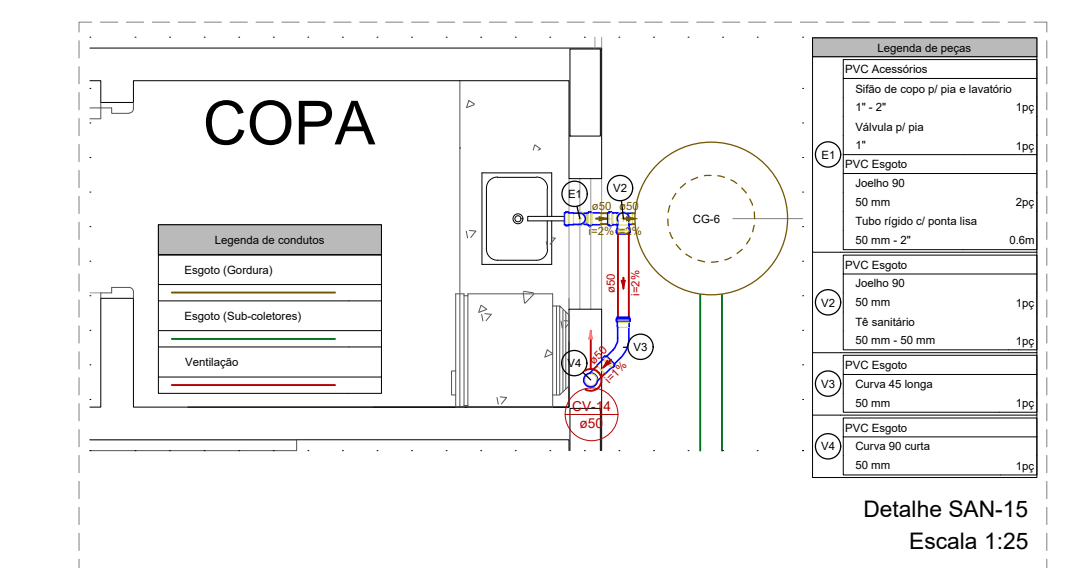 COPA
Legenda de condutos
Esgoto (Gordura)
Esgoto (Sub-coletores)
Ventilação
E1
V2
ø50 ø50
i=2% i=2%
CG-6
ø50
i=2%
V3
V4
ø50
i=1%
CV-14
ø50
Legenda de peças
E1
PVC Acessórios
Sifão de copo p/ pia e lavatório
1" - 2" 1pç
Válvula p/ pia
1" 1pç
PVC Esgoto
Joelho 90
50 mm 2pç
Tubo rígido c/ ponta lisa
50 mm - 2" 0.6m
V2
PVC Esgoto
Joelho 90
50 mm 1pç
Tê sanitário
50 mm - 50 mm 1pç
V3
PVC Esgoto
Curva 45 longa
50 mm 1pç
V4
PVC Esgoto
Curva 90 curta
50 mm 1pç
Detalhe SAN-15
Escala 1:25